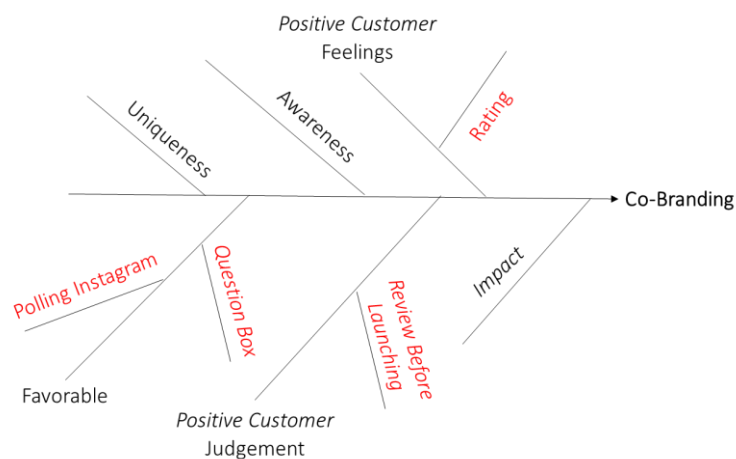 Positive Customer
Feelings
Uniqueness
Awareness
Rating
Co-Branding
Polling Instagram
Question Box
Favorable
Positive Customer
Judgement
Review Before
Launching
Impact